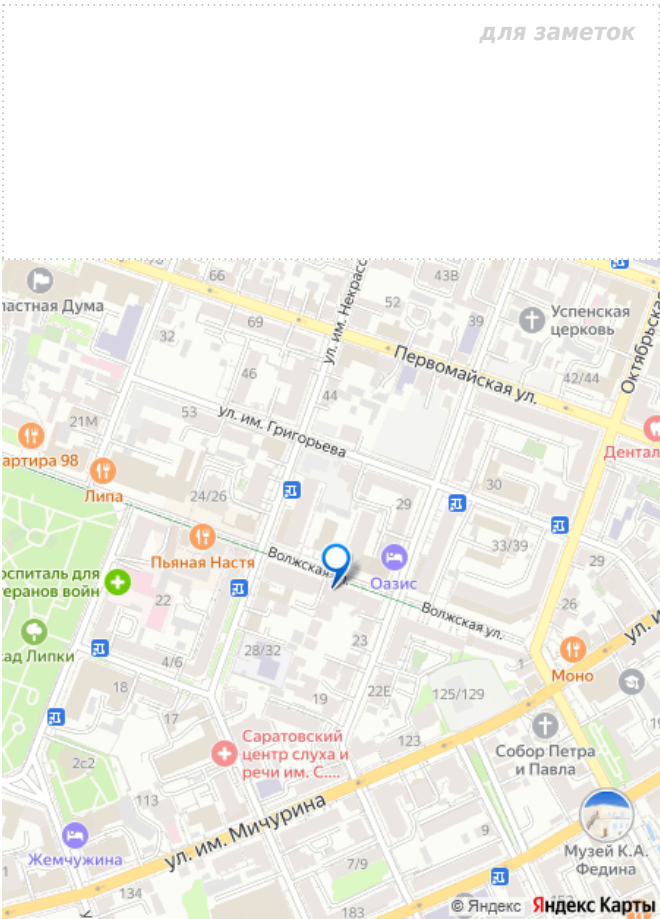 для заметок
66
43В
ластная Дума
52
ул. им. Некрасо
Успенская
церковь
69
39
32
Октябрьская
Первомайская ул.
46
42/44
44
53
ул. им. Григорьева
21М
Дентал
артира 98
Липа
24/26
30
29
Пьяная Настя
33/39
Волжская
Оазис
29
оспиталь для
еранов войн
22
Волжская ул.
26
ул. и
ад Липки
28/32
23
4/6
1
18
22Е
Моно
125/129
17
19
Саратовский
центр слуха и
речи им. С....
123
Собор Петра
и Павла
2с2
113
ул. им. Мичурина
Жемчужина
9
Музей К.А.
Федина
1
7/9
134
183
© Яндекс Яндекс Карты